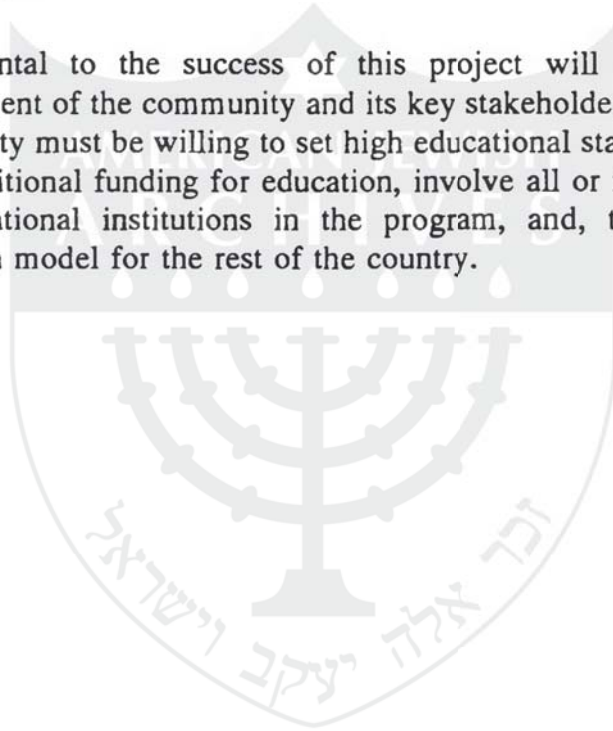 ntal to the success of this project will
ent of the community and its key stakeholde
ty must be willing to set high educational sta
itional funding for education, involve all or
ational institutions in the program, and, t
a model for the rest of the country.
AMERICAN JEWISH
ARCHIVES
זכר אלה יעקב וישראל